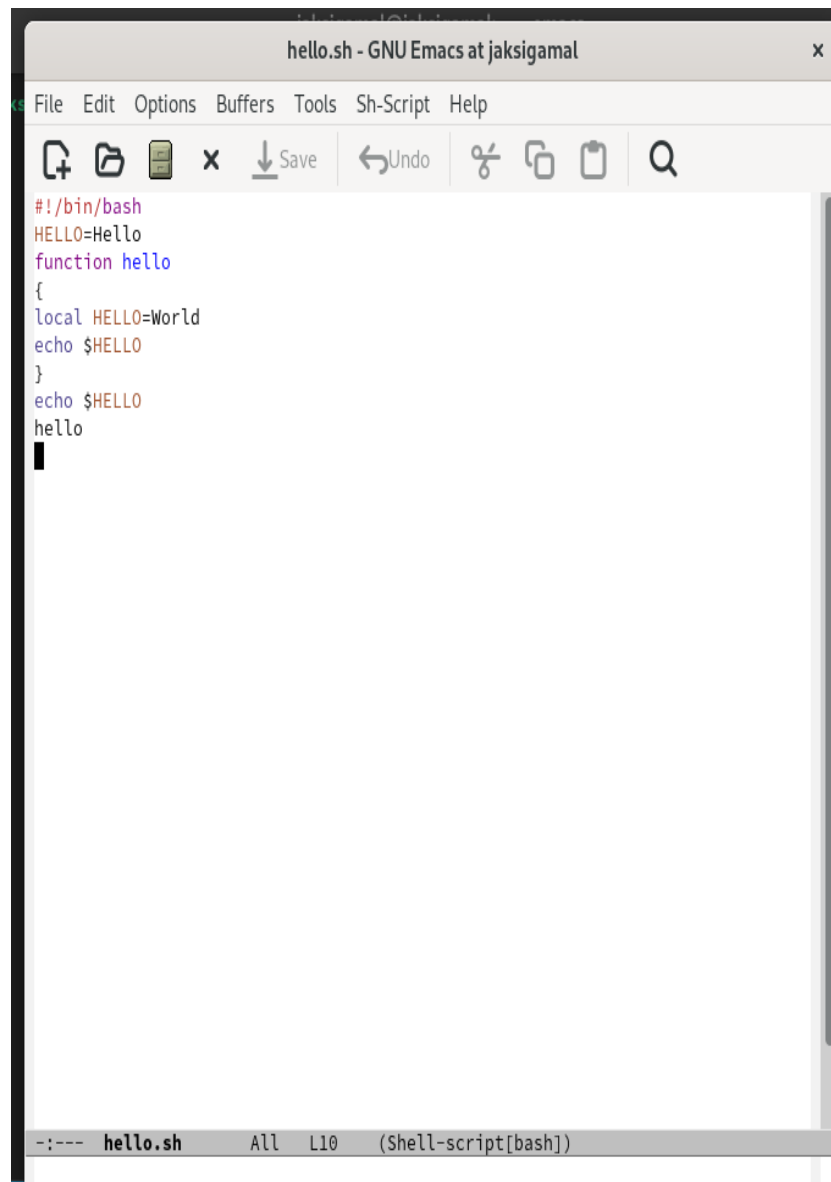 hello.sh - GNU Emacs at jaksigamal
File Edit Options Buffers Tools Sh-Script Help
Save Undo
#!/bin/bash
HELLO=Hello
function hello
{
local HELLO=World
echo $HELLO
}
echo $HELLO
hello
-:--- hello.sh All L10 (Shell-script[bash])